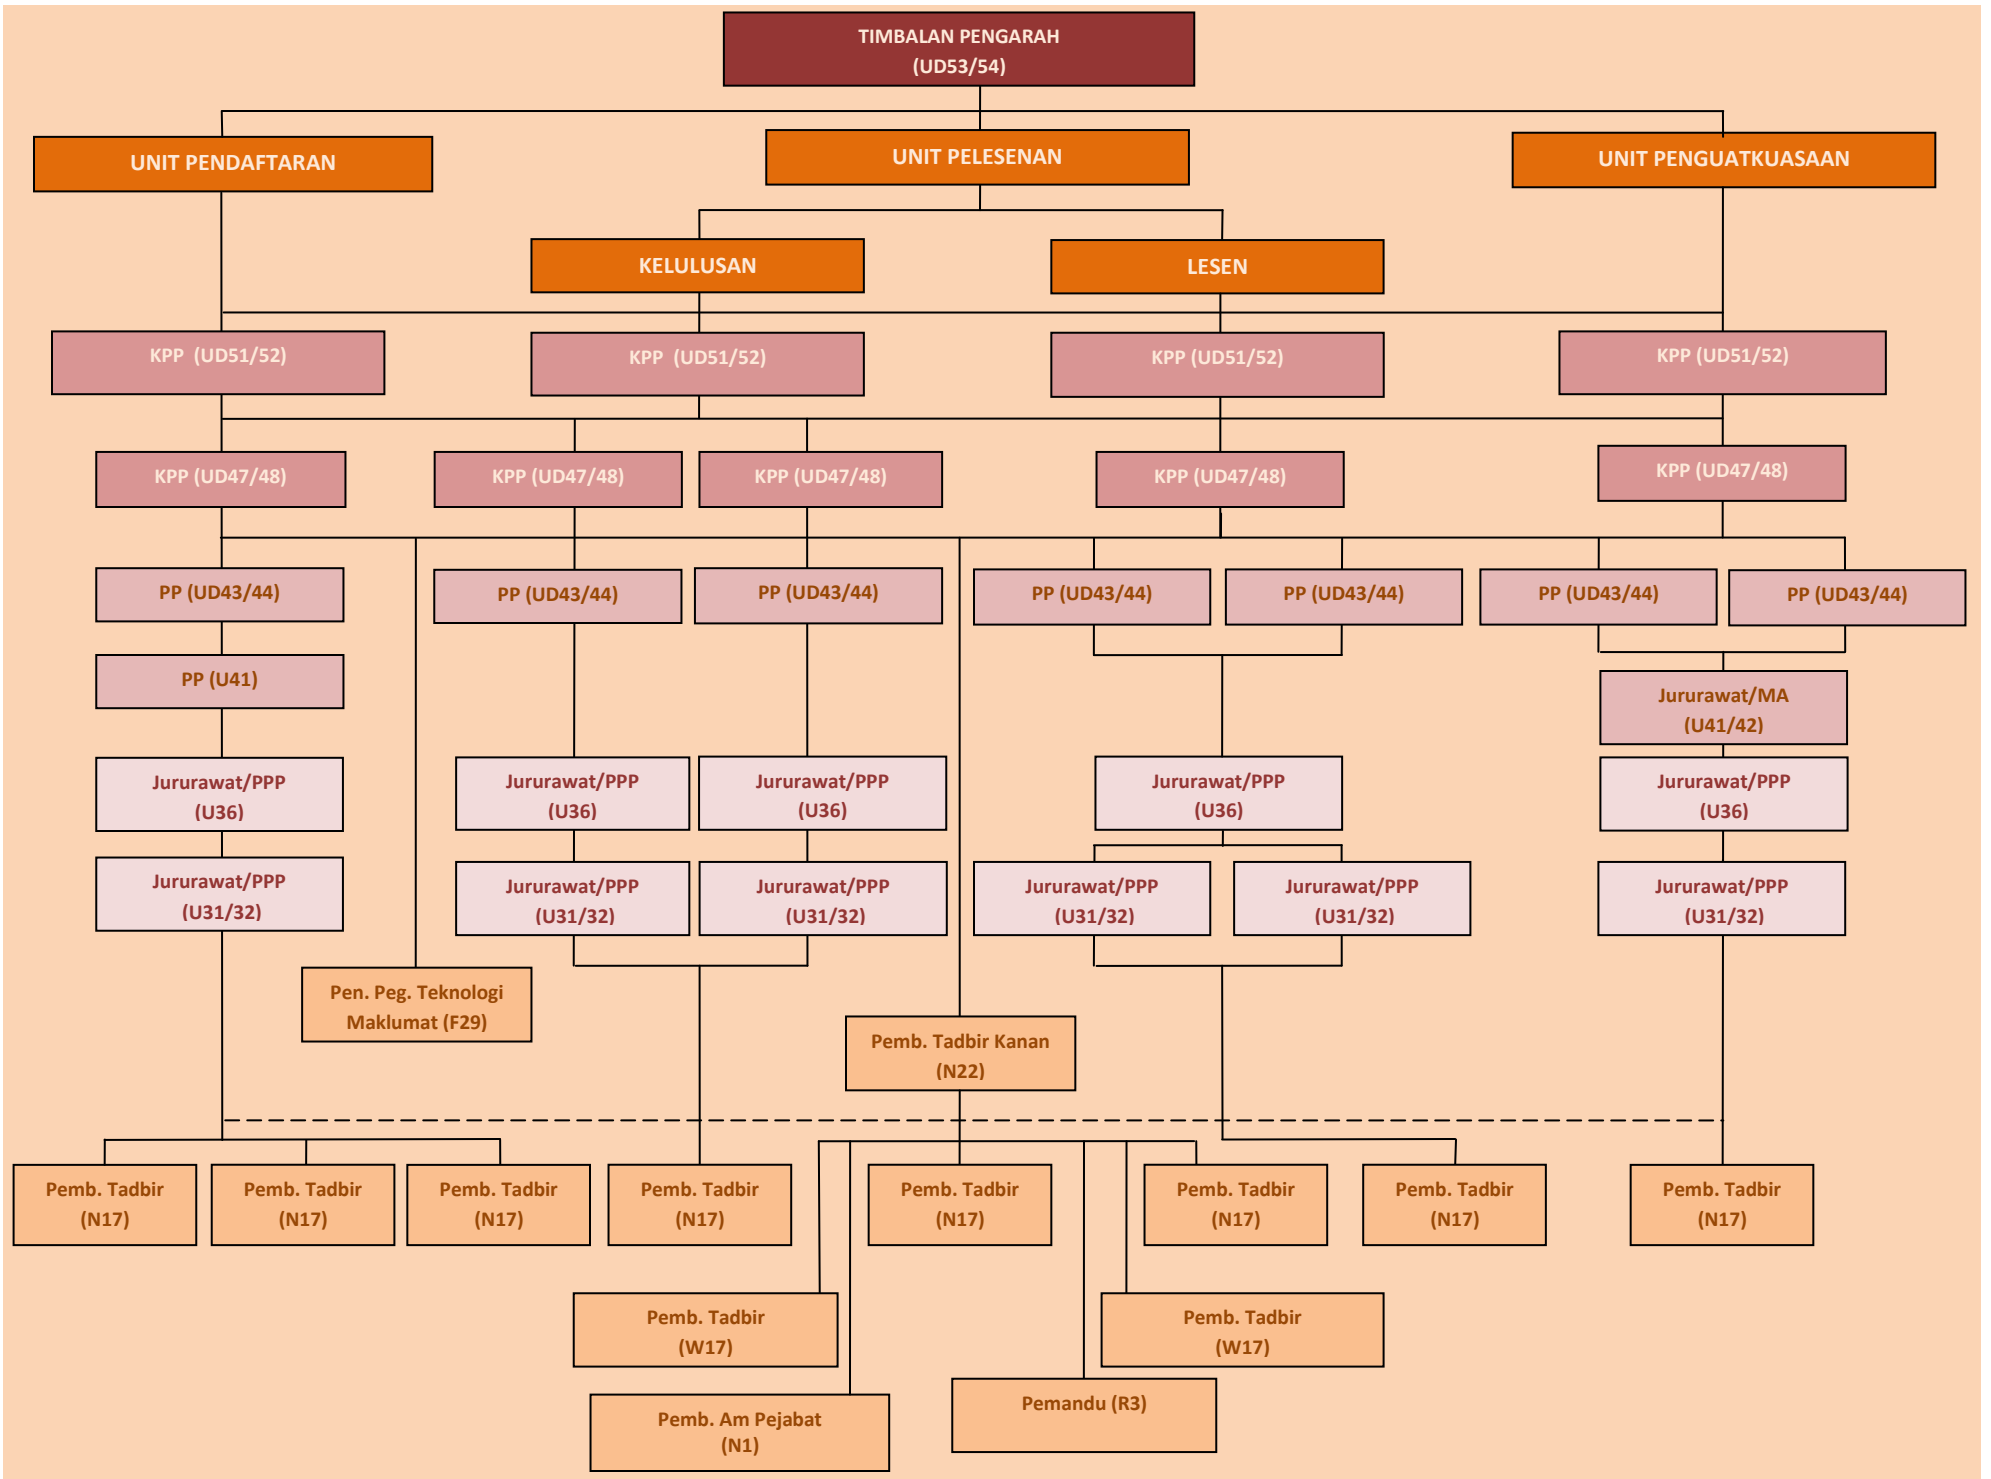 TIMBALAN PENGARAH
(UD53/54)
UNIT PENDAFTARAN
UNIT PELESENAN
UNIT PENGUATKUASAAN
KELULUSAN
LESEN
KPP (UD51/52)
KPP (UD51/52)
KPP (UD51/52)
KPP (UD51/52)
KPP (UD47/48)
KPP (UD47/48)
KPP (UD47/48)
KPP (UD47/48)
KPP (UD47/48)
PP (UD43/44)
PP (UD43/44)
PP (UD43/44)
PP (UD43/44)
PP (UD43/44)
PP (UD43/44)
PP (UD43/44)
PP (U41)
Jururawat/MA
(U41/42)
Jururawat/PPP
(U36)
Jururawat/PPP
(U36)
Jururawat/PPP
(U36)
Jururawat/PPP
(U36)
Jururawat/PPP
(U36)
Jururawat/PPP
(U31/32)
Jururawat/PPP
(U31/32)
Jururawat/PPP
(U31/32)
Jururawat/PPP
(U31/32)
Jururawat/PPP
(U31/32)
Jururawat/PPP
(U31/32)
Pen. Peg. Teknologi
Maklumat (F29)
Pemb. Tadbir Kanan
(N22)
Pemb. Tadbir
(N17)
Pemb. Tadbir
(N17)
Pemb. Tadbir
(N17)
Pemb. Tadbir
(N17)
Pemb. Tadbir
(N17)
Pemb. Tadbir
(N17)
Pemb. Tadbir
(N17)
Pemb. Tadbir
(N17)
Pemb. Tadbir
(W17)
Pemb. Tadbir
(W17)
Pemb. Am Pejabat
(N1)
Pemandu (R3)